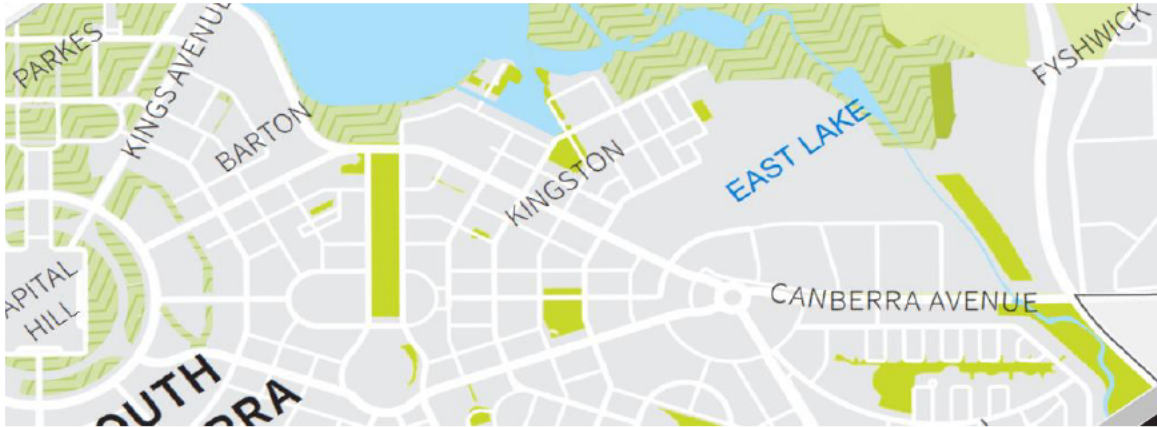 PARKES
KINGS AVENUE
BARTON
FYSHWICK
EAST LAKE
KINGSTON
APITAL
HILL
CANBERRA AVENUE
OUTH
RRA